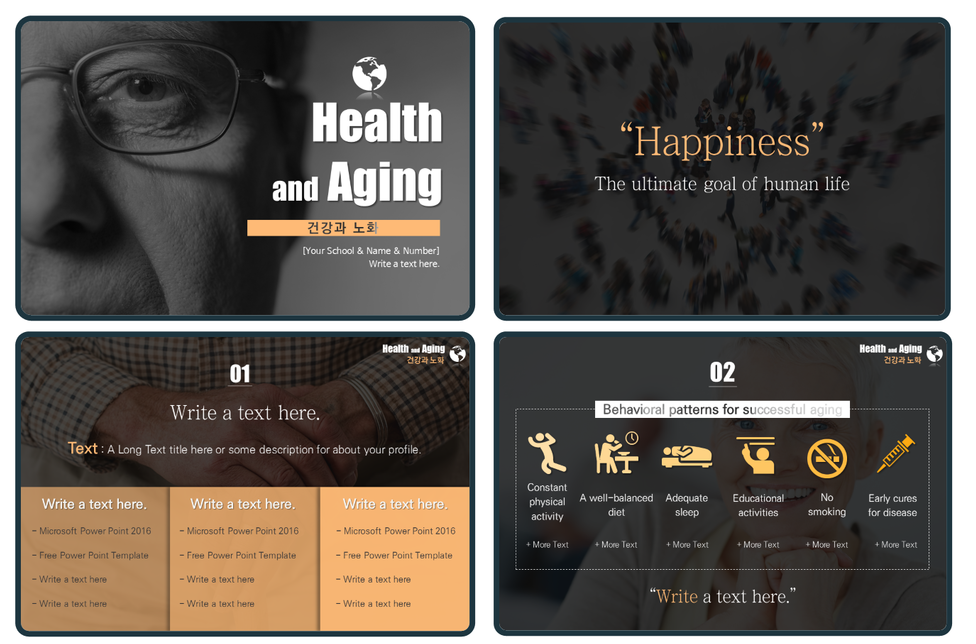 Health
and Aging
건강과 노화
[Your School & Name & Number]
Write a text here.
“Happiness”
The ultimate goal of human life
Health and Aging
건강과 노화
01
Write a text here.
Text : A Long Text title here or some description for about your profile.
Write a text here.
- Microsoft Power Point 2016
- Free Power Point Template
- Write a text here
- Write a text here
Write a text here.
- Microsoft Power Point 2016
- Free Power Point Template
- Write a text here
- Write a text here
Write a text here.
- Microsoft Power Point 2016
- Free Power Point Template
- Write a text here
- Write a text here
Health and Aging
건강과 노화
02
Behavioral patterns for successful aging
Constant
physical
activity
+ More Text
A well-balanced
diet
+ More Text
Adequate
sleep
+ More Text
Educational
activities
+ More Text
No
smoking
+ More Text
Early cures
for disease
+ More Text
“Write a text here.”